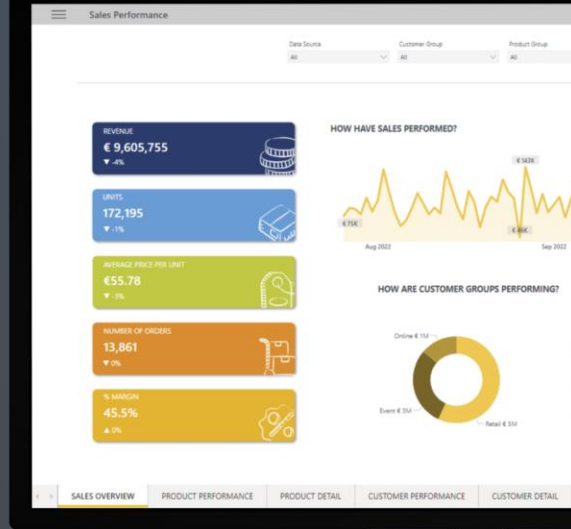 Sales Performance
Data Source
Customer Group
Product Group
All
All
All
REVENUE
€ 9,605,755
▼ -4%
UNITS
172,195
▼ -1%
AVERAGE PRICE PER UNIT
€55.78
▼ -3%
NUMBER OF ORDERS
13,861
▼ 0%
% MARGIN
45.5%
▲ 0%
HOW HAVE SALES PERFORMED?
€ 142K
€ 75K
Aug 2022
Sep 2022
HOW ARE CUSTOMER GROUPS PERFORMING?
Online € 1M
Event € 3M
Retail € 5M
SALES OVERVIEW
PRODUCT PERFORMANCE
PRODUCT DETAIL
CUSTOMER PERFORMANCE
CUSTOMER DETAIL